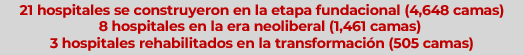 21 hospitales se construyeron en la etapa fundacional (4,648 camas)
8 hospitales en la era neoliberal (1,461 camas)
3 hospitales rehabilitados en la transformación (505 camas)